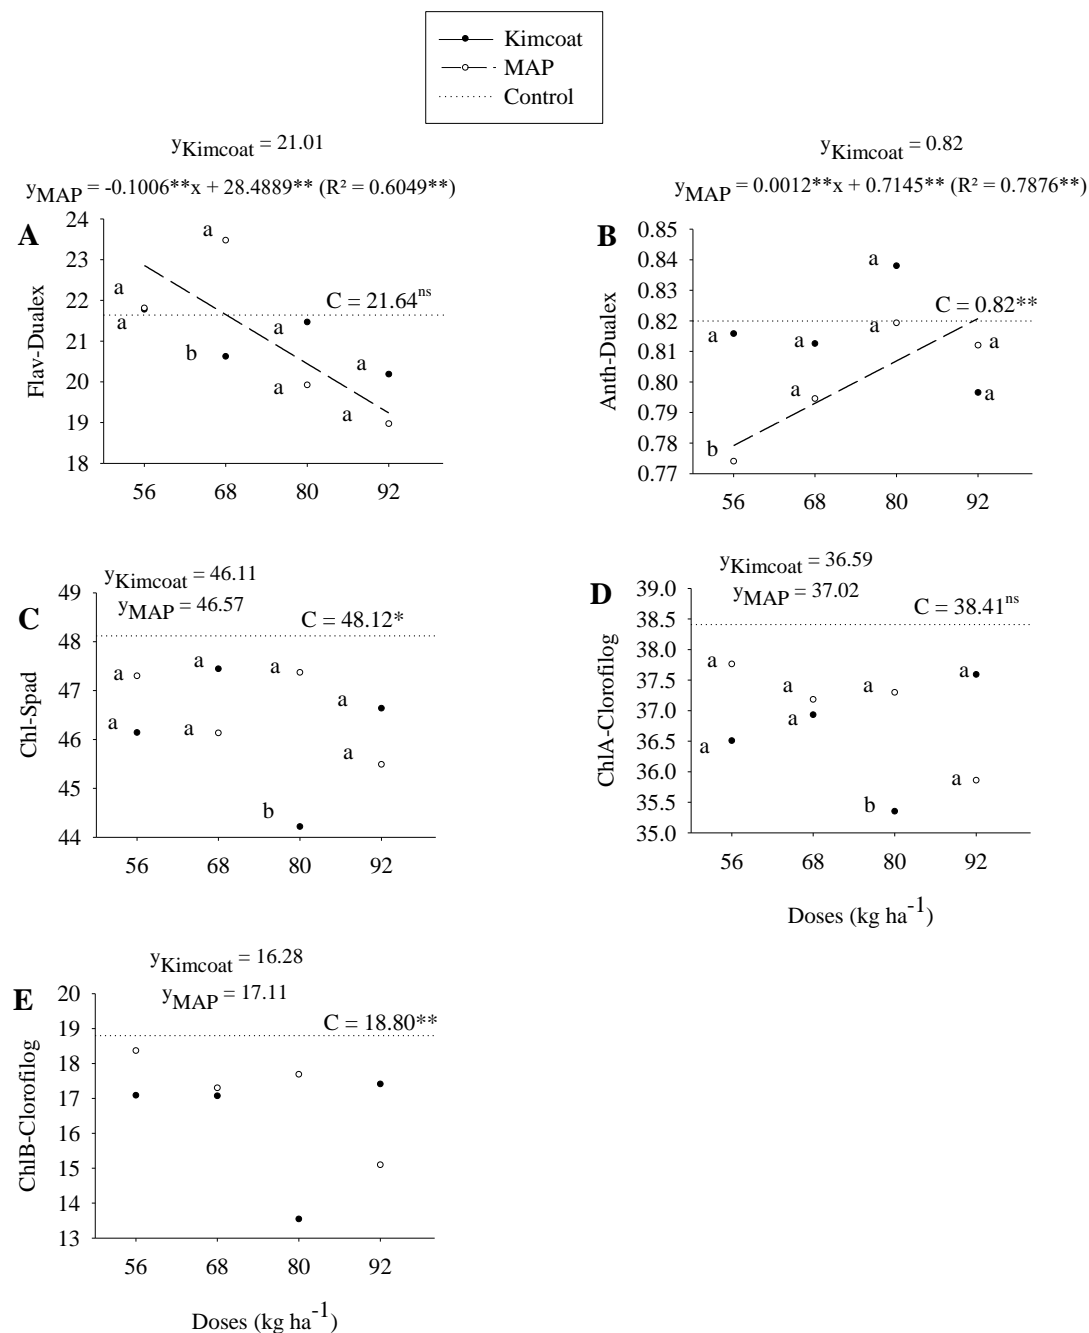 Kimcoat
MAP
Control
yKimcoat = 21.01
yMAP = -0.1006**x + 28.4889** (R² = 0.6049**)
A
24
23
22
21
20
19
18
Flav-Dualex
a
a
a
b
a
a
a
a
C = 21.64ns
56 68 80 92
yKimcoat = 0.82
yMAP = 0.0012**x + 0.7145** (R² = 0.7876**)
B
0.85
0.84
0.83
0.82
0.81
0.80
0.79
0.78
0.77
Anth-Dualex
a
b
a
a
a
a
a
a
C = 0.82**
56 68 80 92
yKimcoat = 46.11
yMAP = 46.57
C
49
48
47
46
45
44
Chl-Spad
a
a
a
a
a
b
a
a
C = 48.12*
56 68 80 92
yKimcoat = 36.59
yMAP = 37.02
D
39.0
38.5
38.0
37.5
37.0
36.5
36.0
35.5
35.0
ChlA-Clorofilog
a
a
a
a
a
b
a
a
C = 38.41ns
56 68 80 92
Doses (kg ha-1)
yKimcoat = 16.28
yMAP = 17.11
E
20
19
18
17
16
15
14
13
ChlB-Clorofilog
C = 18.80**
56 68 80 92
Doses (kg ha-1)